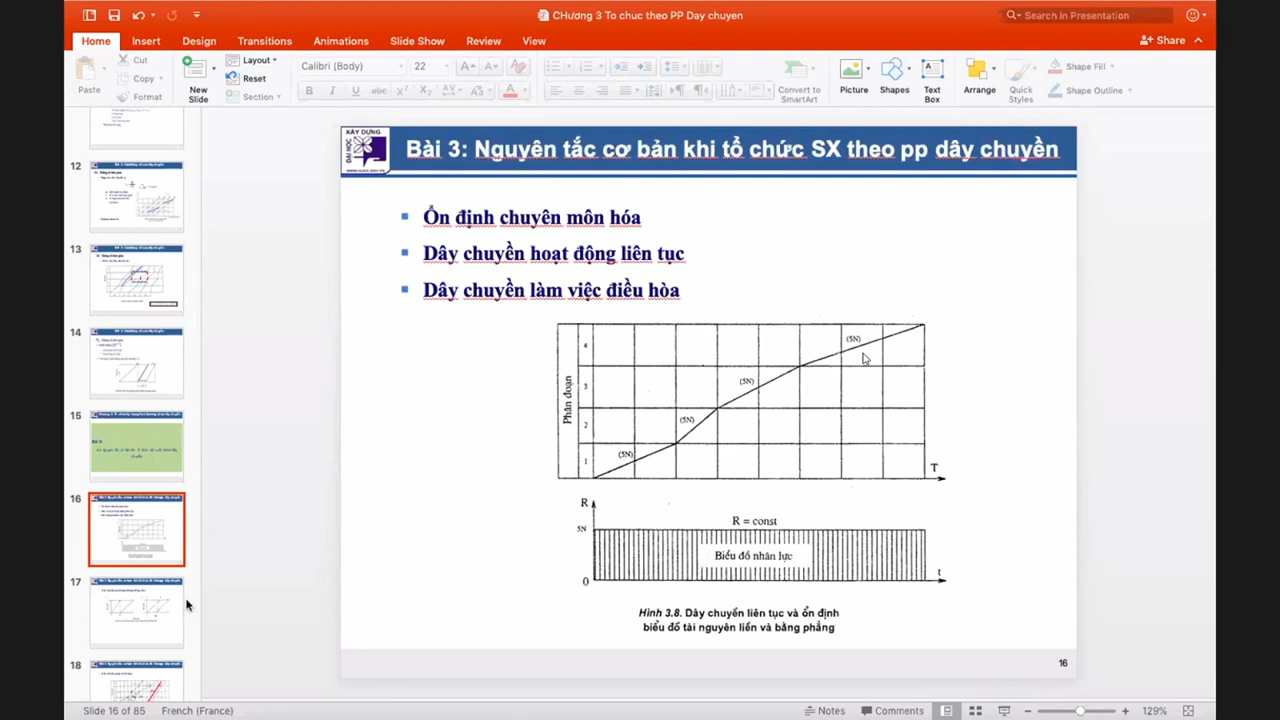 CHương 3 To chuc theo PP Day chuyen
Search in Presentation
Home Insert Design Transitions Animations Slide Show Review View
Share
Paste
Cut
Copy
Format
New
Slide
Layout
Reset
Section
Calibri (Body) 22
Convert to
SmartArt
Picture
Shapes
Text
Box
Arrange
Quick
Styles
Shape Fill
Shape Outline
12
13
14
15
16
17
18
XÂY DỰNG
ĐẠI HỌC
Bài 3: Nguyên tắc cơ bản khi tổ chức SX theo pp dây chuyền
Ổn định chuyên môn hóa
Dây chuyền hoạt động liên tục
Dây chuyền làm việc điều hòa
Phân đoạn
4
3
2
1
(5N)
(5N)
(5N)
(5N)
T
R
R = const
5N
Biểu đồ nhân lực
0
t
Hình 3.8. Dây chuyền liên tục và ổn định
biểu đồ tài nguyên liền và bằng phẳng
16
Slide 16 of 85 French (France)
Notes Comments 129%